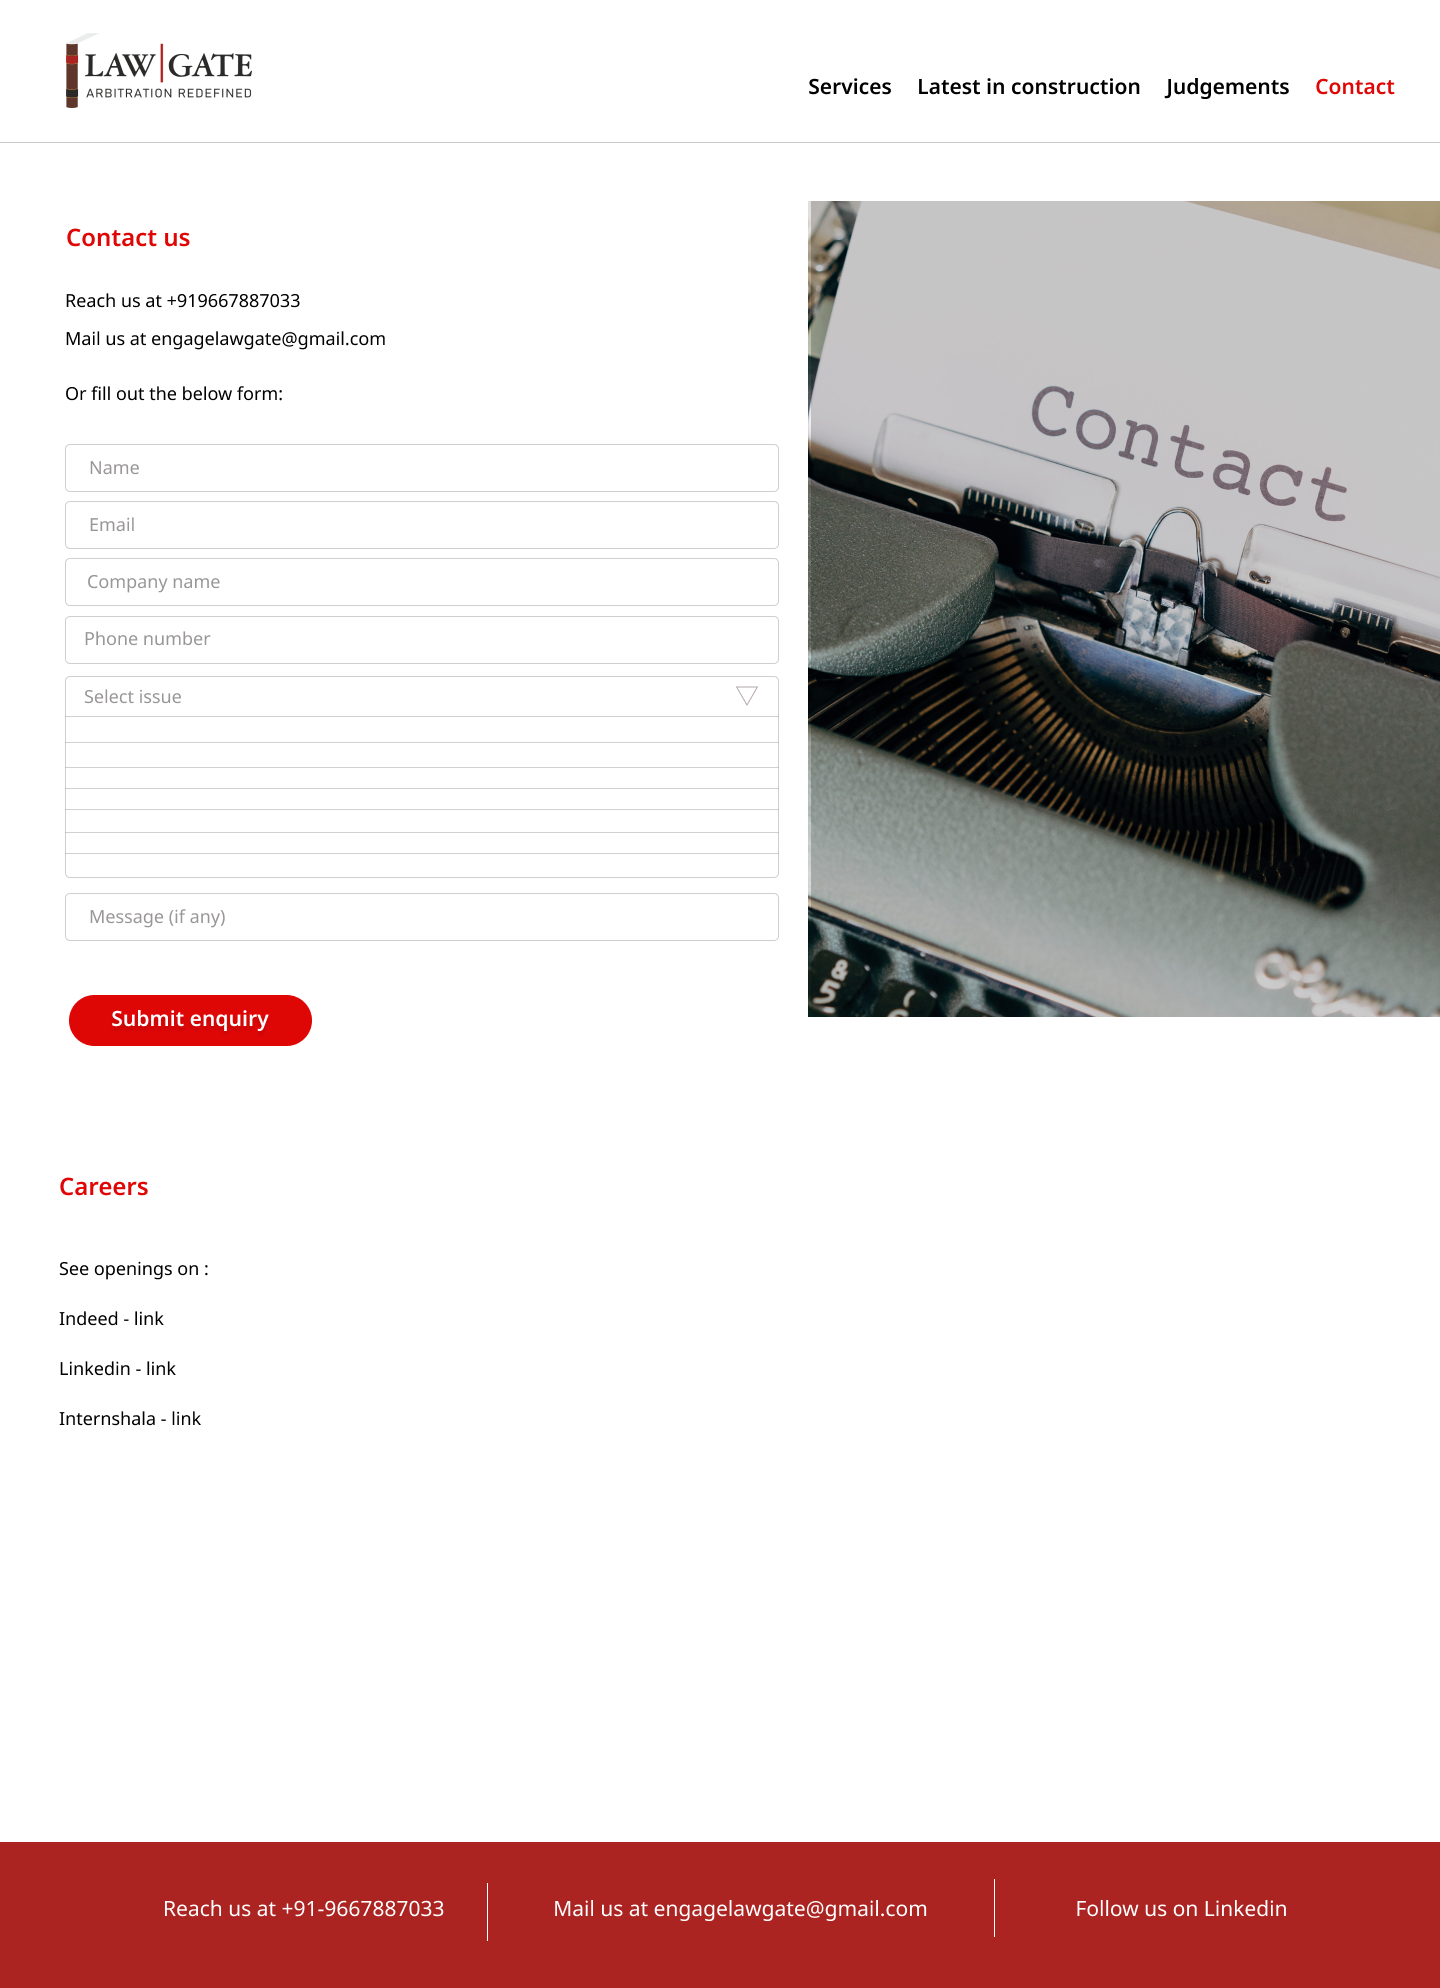 LAW GATE
ARBITRATION REDEFINED
Services Latest in construction Judgements Contact
Contact us
Reach us at +919667887033
Mail us at engagelawgate@gmail.com
Or fill out the below form:
Name
Email
Company name
Phone number
Select issue
Message (if any)
Submit enquiry
Contact
&
5
Careers
See openings on :
Indeed - link
Linkedin - link
Internshala - link
Reach us at +91-9667887033
Mail us at engagelawgate@gmail.com
Follow us on Linkedin